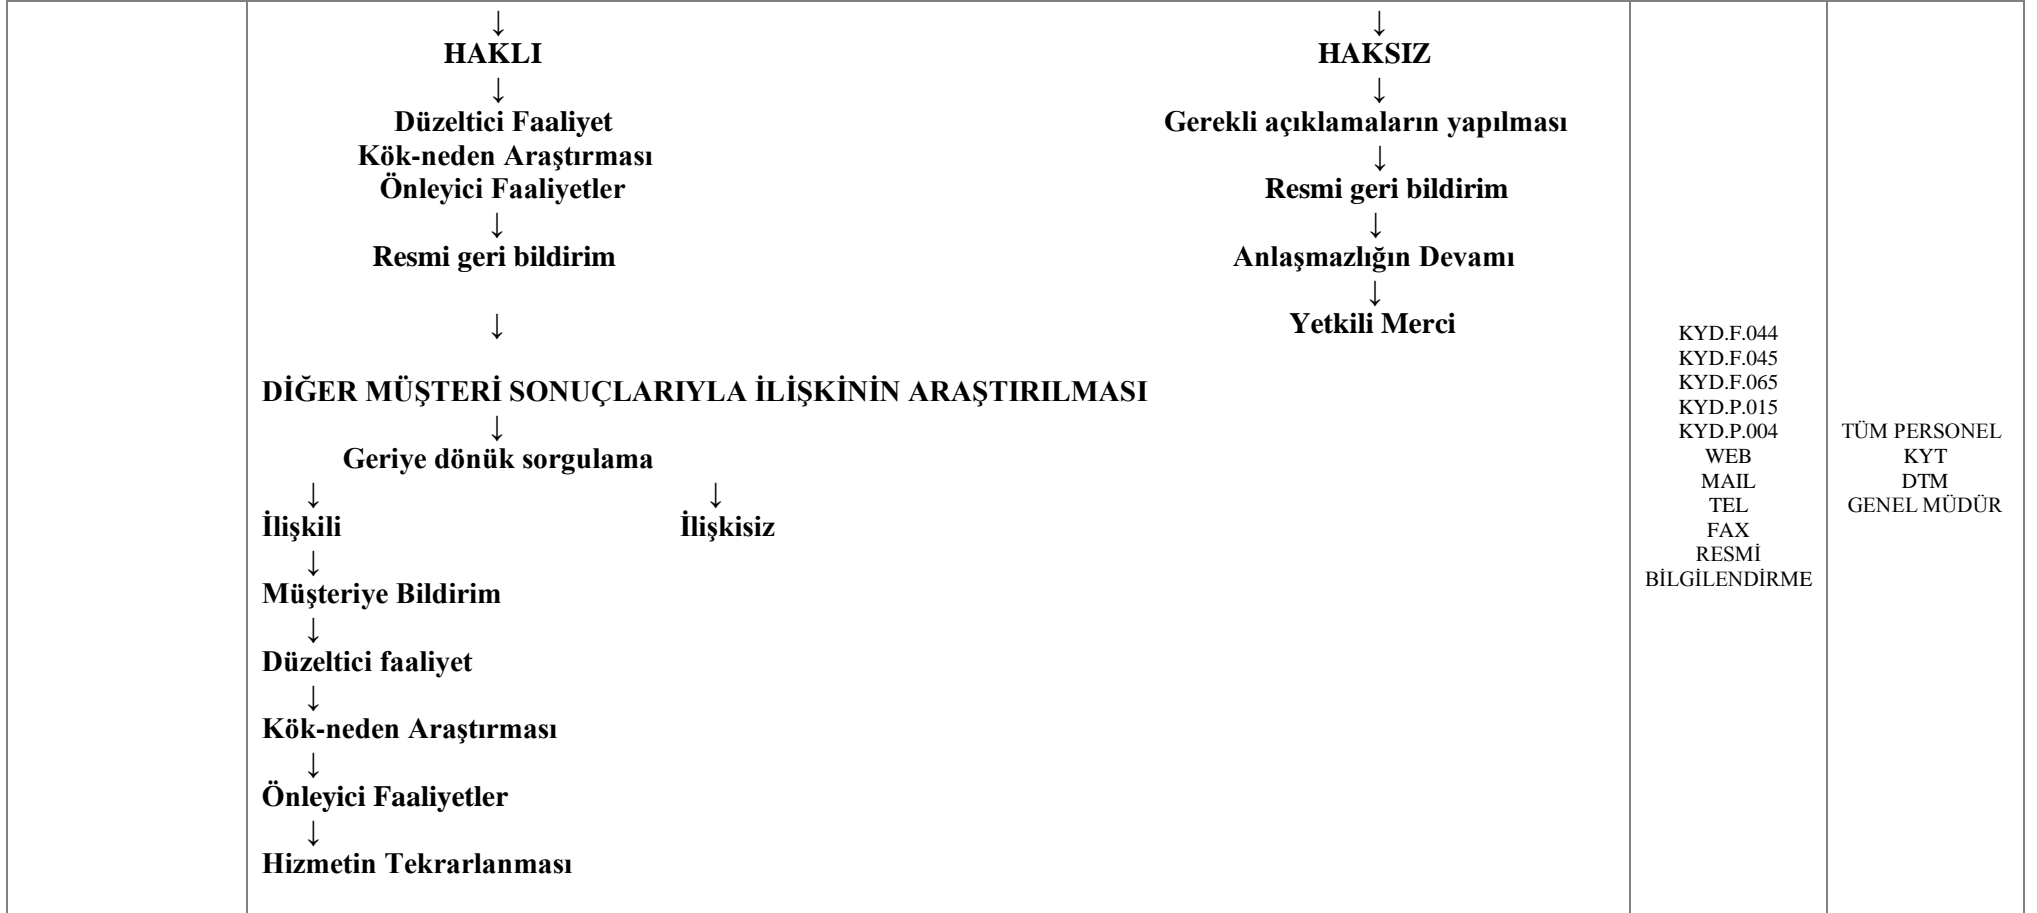 ↓ ↓
HAKLI HAKSIZ
↓ ↓
Düzeltici Faaliyet Gerekli açıklamaların yapılması
Kök-neden Araştırması ↓
Önleyici Faaliyetler Resmi geri bildirim
↓ ↓
Resmi geri bildirim Anlaşmazlığın Devamı
↓
↓ Yetkili Merci
DİĞER MÜŞTERİ SONUÇLARIYLA İLİŞKİNİN ARAŞTIRILMASI
↓
Geriye dönük sorgulama
↓ ↓
İlişkili İlişkisiz
↓
Müşteriye Bildirim
↓
Düzeltici faaliyet
↓
Kök-neden Araştırması
↓
Önleyici Faaliyetler
↓
Hizmetin Tekrarlanması
KYD.F.044
KYD.F.045
KYD.F.065
KYD.P.015
KYD.P.004
WEB
MAIL
TEL
FAX
RESMİ
BİLGİLENDİRME
TÜM PERSONEL
KYT
DTM
GENEL MÜDÜR